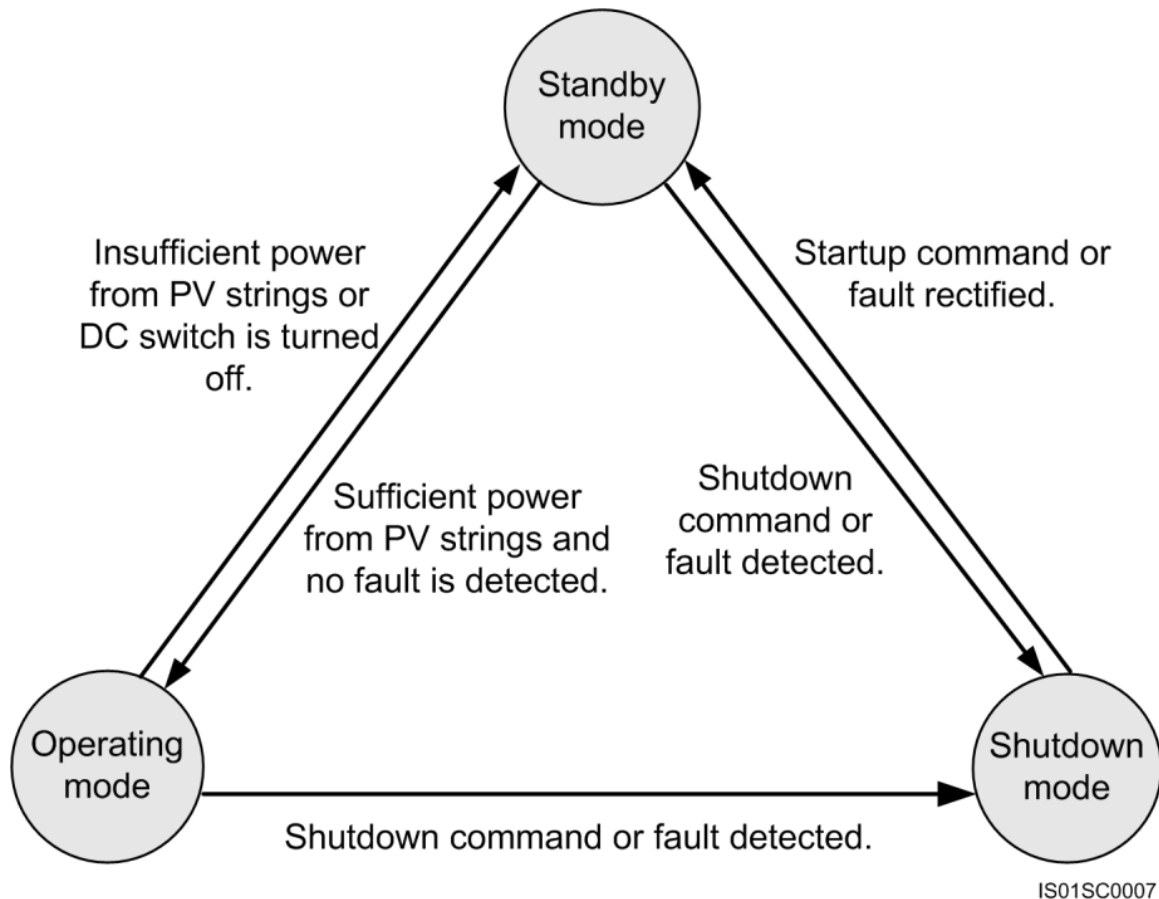 Standby
mode
Insufficient power
from PV strings or
DC switch is turned
off.
Startup command or
fault rectified.
Sufficient power
from PV strings and
no fault is detected.
Shutdown
command or
fault detected.
Operating
mode
Shutdown
mode
Shutdown command or fault detected.
IS01SC0007